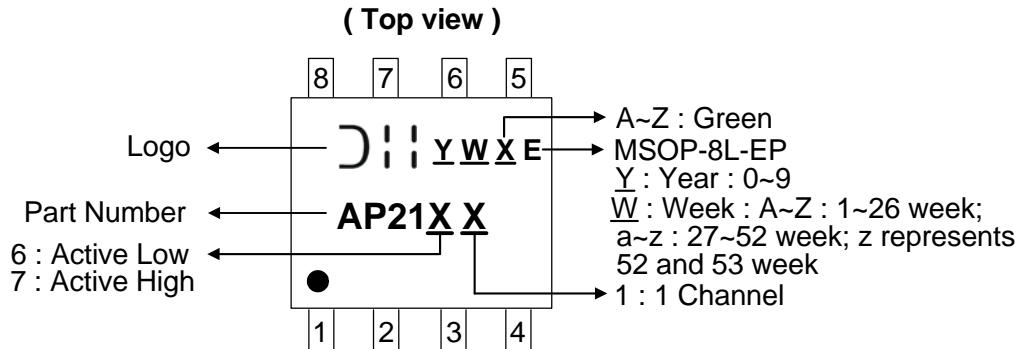 ( Top view )
8 7 6 5
Logo
Y W X E
A~Z : Green
MSOP-8L-EP
Y : Year : 0~9
W : Week : A~Z : 1~26 week;
a~z : 27~52 week; z represents
52 and 53 week
Part Number
AP21X X
6 : Active Low
7 : Active High
1 : 1 Channel
1 2 3 4